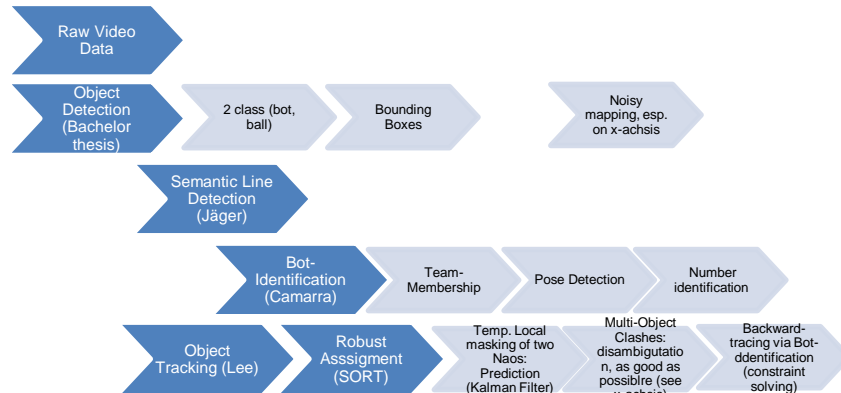 Raw Video
Data
Object
Detection
(Bachelor
thesis)
2 class (bot,
ball)
Bounding
Boxes
Noisy
mapping, esp.
on x-achsis
Semantic Line
Detection
(Jäger)
Bot-
Identification
(Camarra)
Team-
Membership
Pose Detection
Number
identification
Object
Tracking (Lee)
Robust
Asssigment
(SORT)
Temp. Local
masking of two
Naos:
Prediction
(Kalman Filter)
Multi-Object
Clashes:
disambigutatio
n, as good as
possiblre (see
x-achsis)
Backward-
tracing via Bot-
ddentification
(constraint
solving)